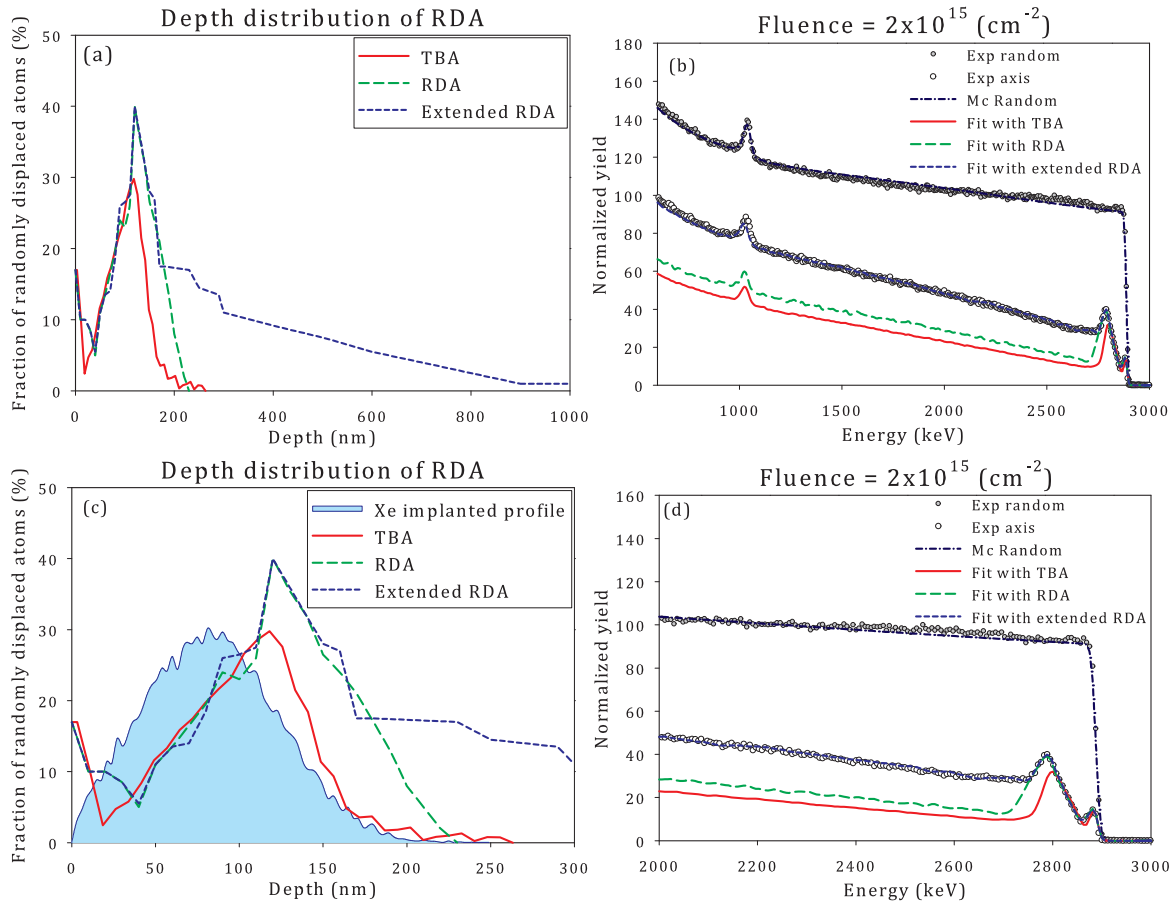 Depth distribution of RDA
(a)
TBA
RDA
Extended RDA
Fraction of randomly displaced atoms (%)
50
40
30
20
10
0
0 200 400 600 800 1000
Depth (nm)
Fluence = 2x10¹⁵ (cm⁻²)
(b)
Exp random
Exp axis
Mc Random
Fit with TBA
Fit with RDA
Fit with extended RDA
Normalized yield
180
160
140
120
100
80
60
40
20
0
1000 1500 2000 2500 3000
Energy (keV)
Depth distribution of RDA
(c)
Xe implanted profile
TBA
RDA
Extended RDA
Fraction of randomly displaced atoms (%)
50
40
30
20
10
0
0 50 100 150 200 250 300
Depth (nm)
Fluence = 2x10¹⁵ (cm⁻²)
(d)
Exp random
Exp axis
Mc Random
Fit with TBA
Fit with RDA
Fit with extended RDA
Normalized yield
160
140
120
100
80
60
40
20
0
2000 2200 2400 2600 2800 3000
Energy (keV)